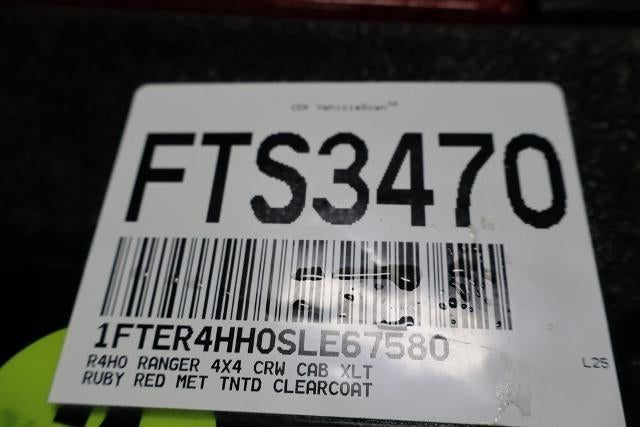 CDK VehicleScan™
FTS3470
1FTER4HH0SLE67580
R4H0 RANGER 4X4 CRW CAB XLT
RUBY RED MET TNTD CLEARCOAT
L25